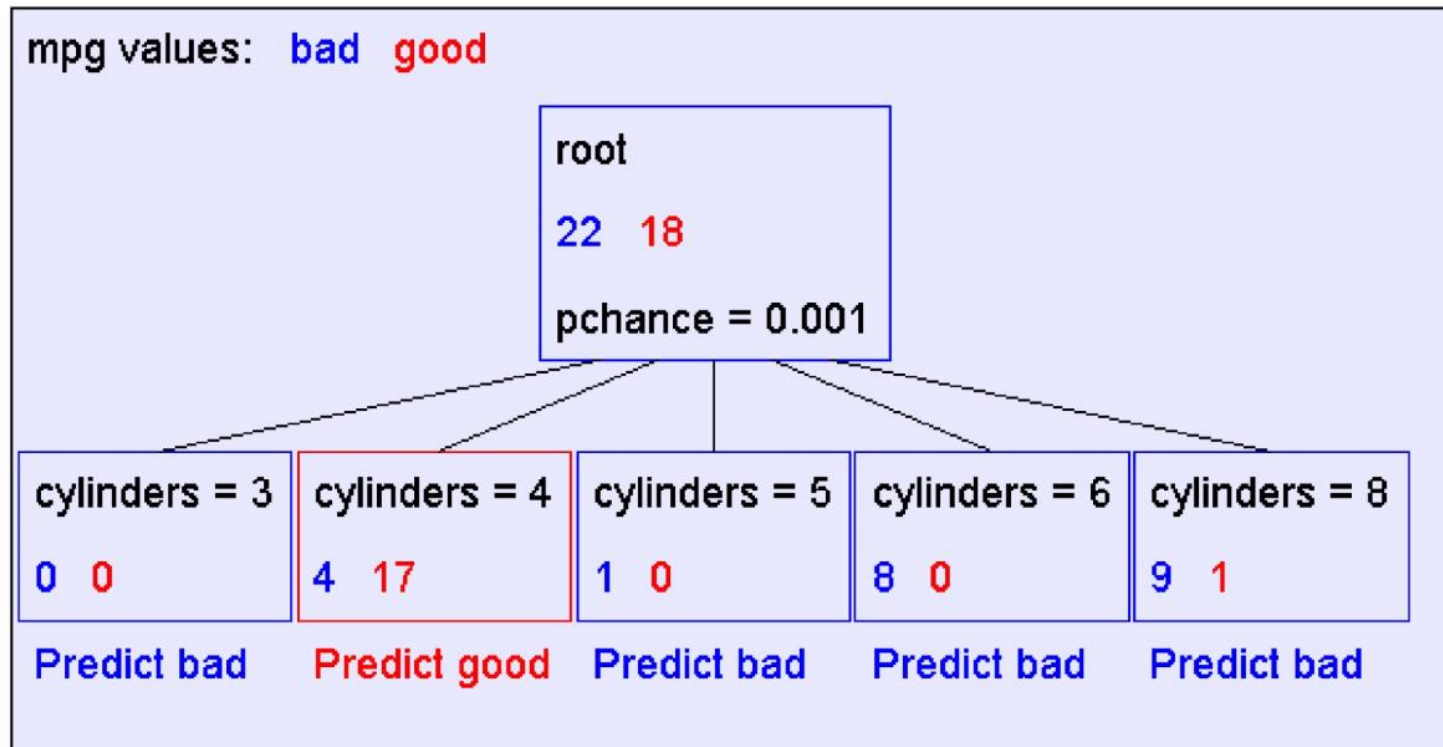 mpg values: bad good
root
22 18
pchance = 0.001
cylinders = 3
0 0
Predict bad
cylinders = 4
4 17
Predict good
cylinders = 5
1 0
Predict bad
cylinders = 6
8 0
Predict bad
cylinders = 8
9 1
Predict bad